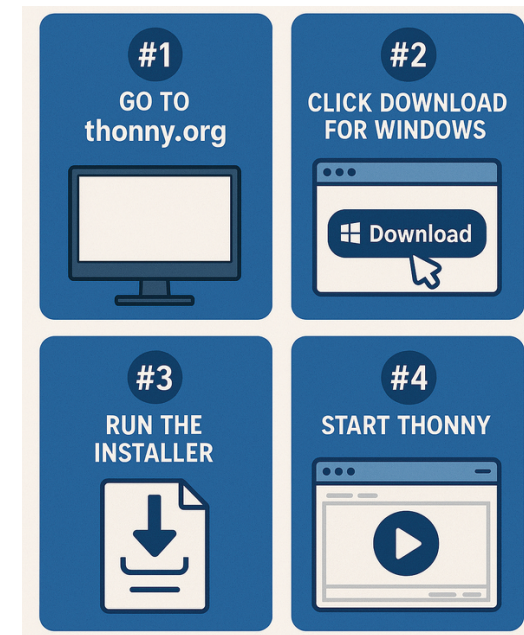 #1
GO TO
thonny.org
#2
CLICK DOWNLOAD
FOR WINDOWS
Download
#3
RUN THE
INSTALLER
#4
START THONNY